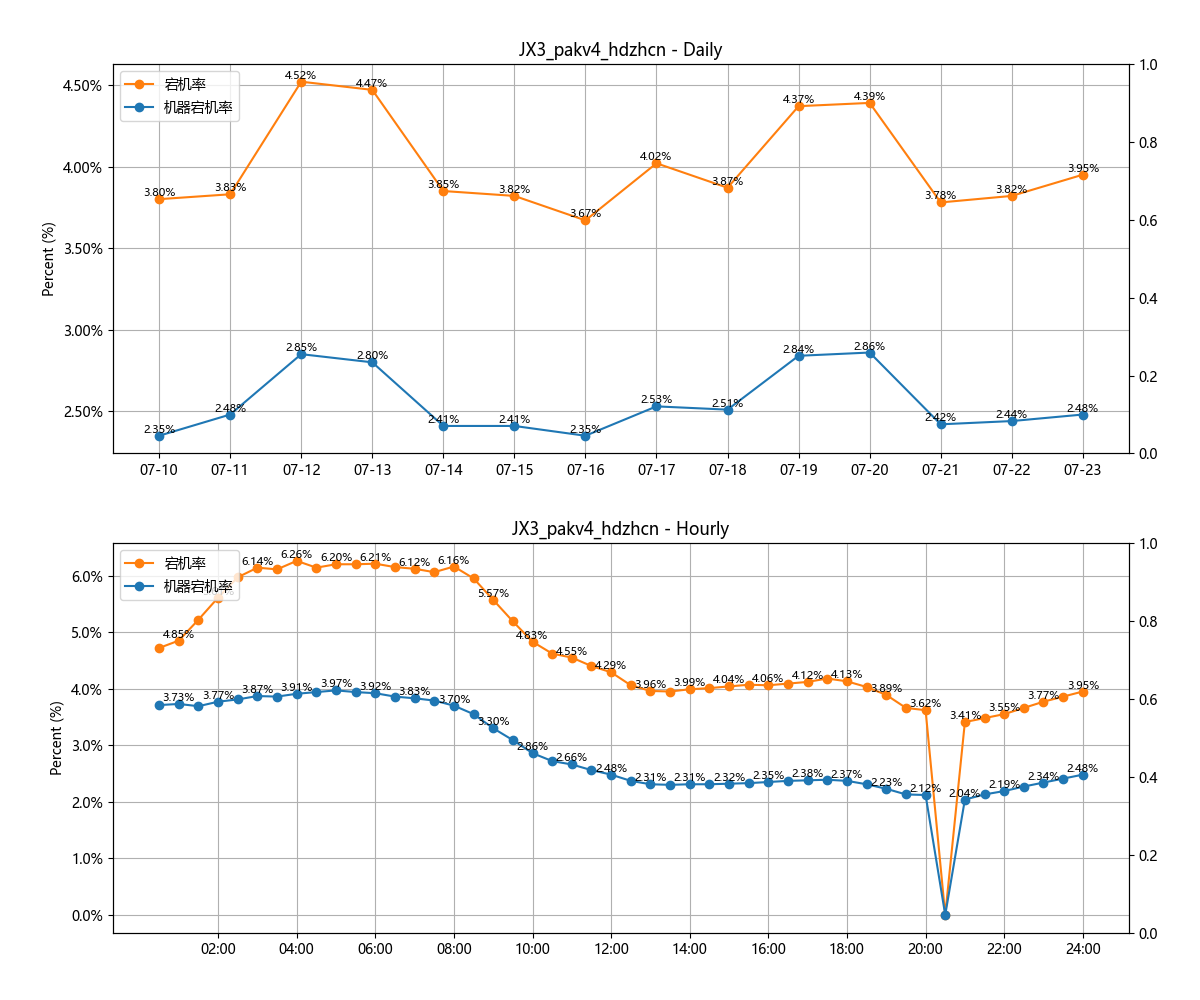 JX3_pakv4_hdzhcn - Daily
宕机率
机器宕机率
Percent (%)
4.50%
4.00%
3.50%
3.00%
2.50%
1.0
0.8
0.6
0.4
0.2
0.0
3.80% 3.83% 4.52% 4.47% 3.85% 3.82% 3.67% 4.02% 3.87% 4.37% 4.39% 3.78% 3.82% 3.95%
2.35% 2.48% 2.85% 2.80% 2.41% 2.41% 2.35% 2.53% 2.51% 2.84% 2.86% 2.42% 2.44% 2.48%
07-10 07-11 07-12 07-13 07-14 07-15 07-16 07-17 07-18 07-19 07-20 07-21 07-22 07-23
JX3_pakv4_hdzhcn - Hourly
宕机率
机器宕机率
Percent (%)
6.0%
5.0%
4.0%
3.0%
2.0%
1.0%
0.0%
1.0
0.8
0.6
0.4
0.2
0.0
4.85% 6.14% 6.26% 6.20% 6.21% 6.12% 6.16% 5.57% 4.83% 4.55% 4.29% 3.96% 3.99% 4.04% 4.06% 4.12% 4.13% 3.89% 3.62% 3.41% 3.55% 3.77% 3.95%
3.73% 3.77% 3.87% 3.91% 3.97% 3.92% 3.83% 3.70% 3.30% 2.86% 2.66% 2.48% 2.31% 2.31% 2.32% 2.35% 2.38% 2.37% 2.23% 2.12% 2.04% 2.19% 2.34% 2.48%
02:00 04:00 06:00 08:00 10:00 12:00 14:00 16:00 18:00 20:00 22:00 24:00